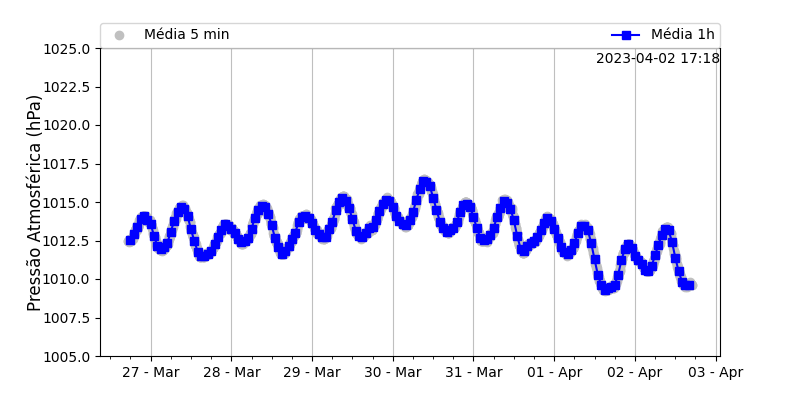 Média 5 min
Média 1h
2023-04-02 17:18
Pressão Atmosférica (hPa)
1025.0
1022.5
1020.0
1017.5
1015.0
1012.5
1010.0
1007.5
1005.0
27 - Mar
28 - Mar
29 - Mar
30 - Mar
31 - Mar
01 - Apr
02 - Apr
03 - Apr